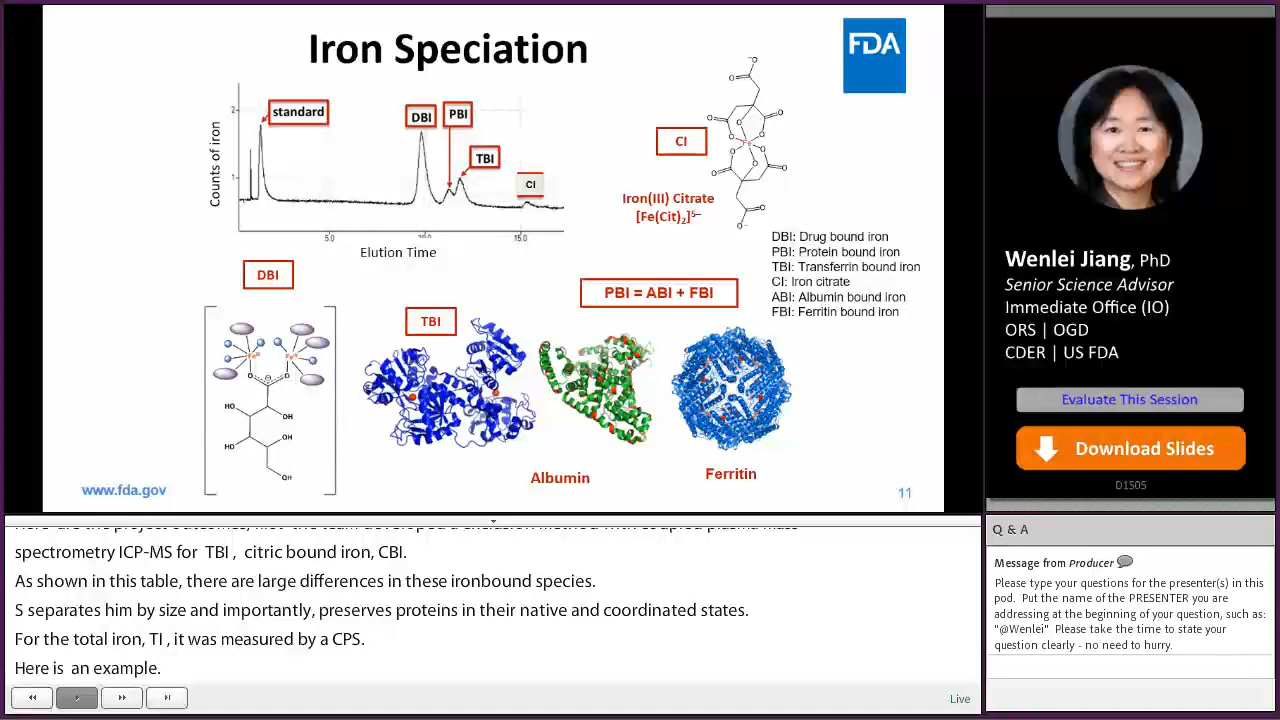 Iron Speciation
FDA
standard
DBI
PBI
TBI
CI
Counts of iron
2
1
5.0
10.0
15.0
Elution Time
CI
Fe
O⁻
Iron(III) Citrate
[Fe(Cit)₂]⁵⁻
DBI: Drug bound iron
PBI: Protein bound iron
TBI: Transferrin bound iron
CI: Iron citrate
ABI: Albumin bound iron
FBI: Ferritin bound iron
DBI
PBI = ABI + FBI
TBI
HO
OH
HO
OH
OH
Albumin
Ferritin
www.fda.gov
11
Wenlei Jiang, PhD
Senior Science Advisor
Immediate Office (IO)
ORS | OGD
CDER | US FDA
Evaluate This Session
Download Slides
D1S05
spectrometry ICP-MS for TBI , citric bound iron, CBI.
As shown in this table, there are large differences in these ironbound species.
S separates him by size and importantly, preserves proteins in their native and coordinated states.
For the total iron, TI , it was measured by a CPS.
Here is an example.
Live
Q & A
Message from Producer
Please type your questions for the presenter(s) in this
pod. Put the name of the PRESENTER you are
addressing at the beginning of your question, such as:
"@Wenlei" Please take the time to state your
question clearly - no need to hurry.